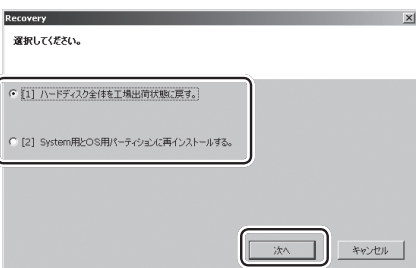 Recovery
選択してください。
[1] ハードディスク全体を工場出荷状態に戻す。
[2] System用とOS用パーティションに再インストールする。
次へ
キャンセル